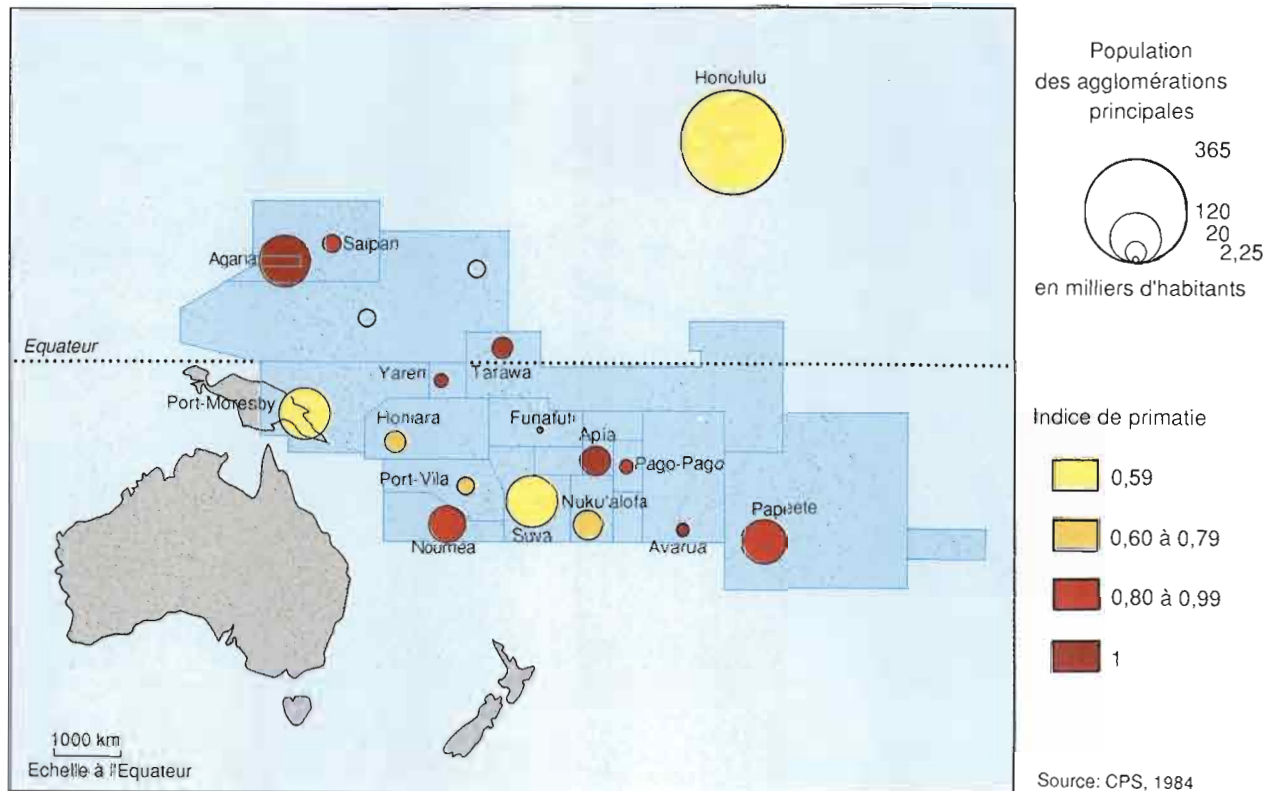 Honolulu
Saipan
Agana
Equateur
Yaren
Tarawa
Port-Moresby
Honiara
Funafuti
Apia
Pago-Pago
Port-Vila
Nuku'alofa
Nouméa
Suva
Avarua
Papeete
1000 km
Echelle à l'Equateur
Population
des agglomérations
principales
365
120
20
2,25
en milliers d'habitants
Indice de primatie
0,59
0,60 à 0,79
0,80 à 0,99
1
Source: CPS, 1984